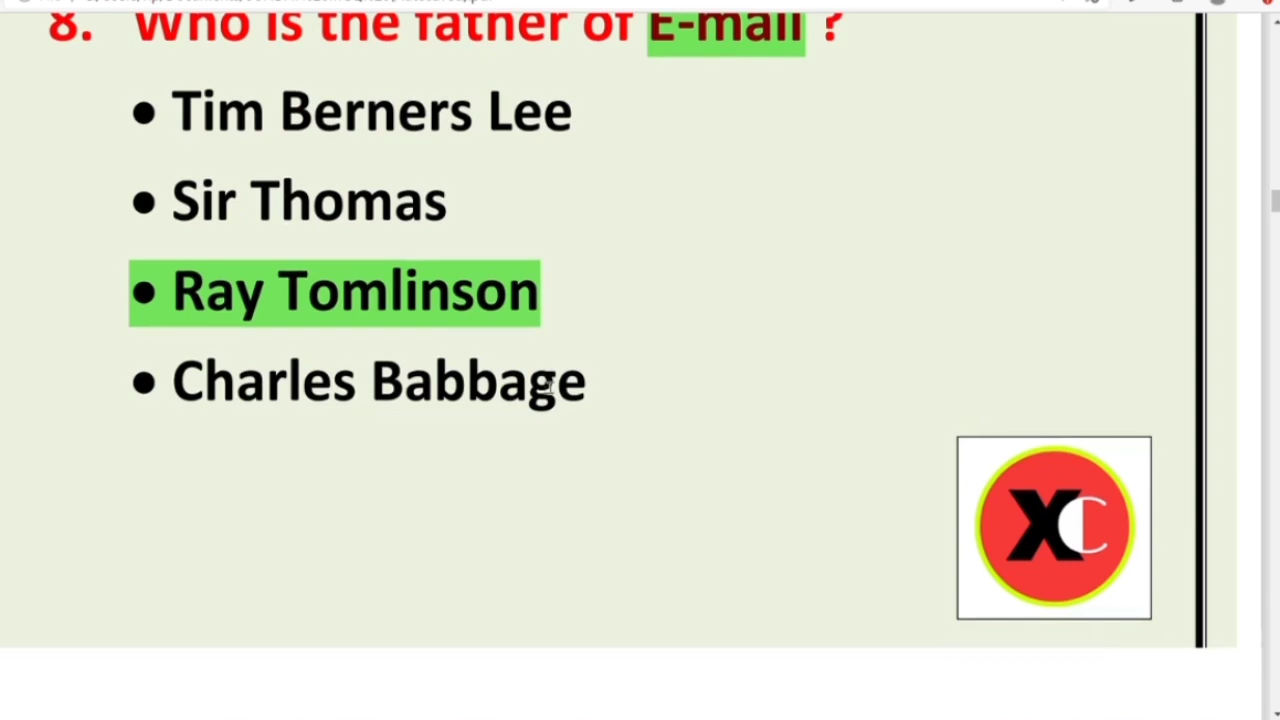 8. Who is the father of E-mail ?
• Tim Berners Lee
• Sir Thomas
• Ray Tomlinson
• Charles Babbage
XC